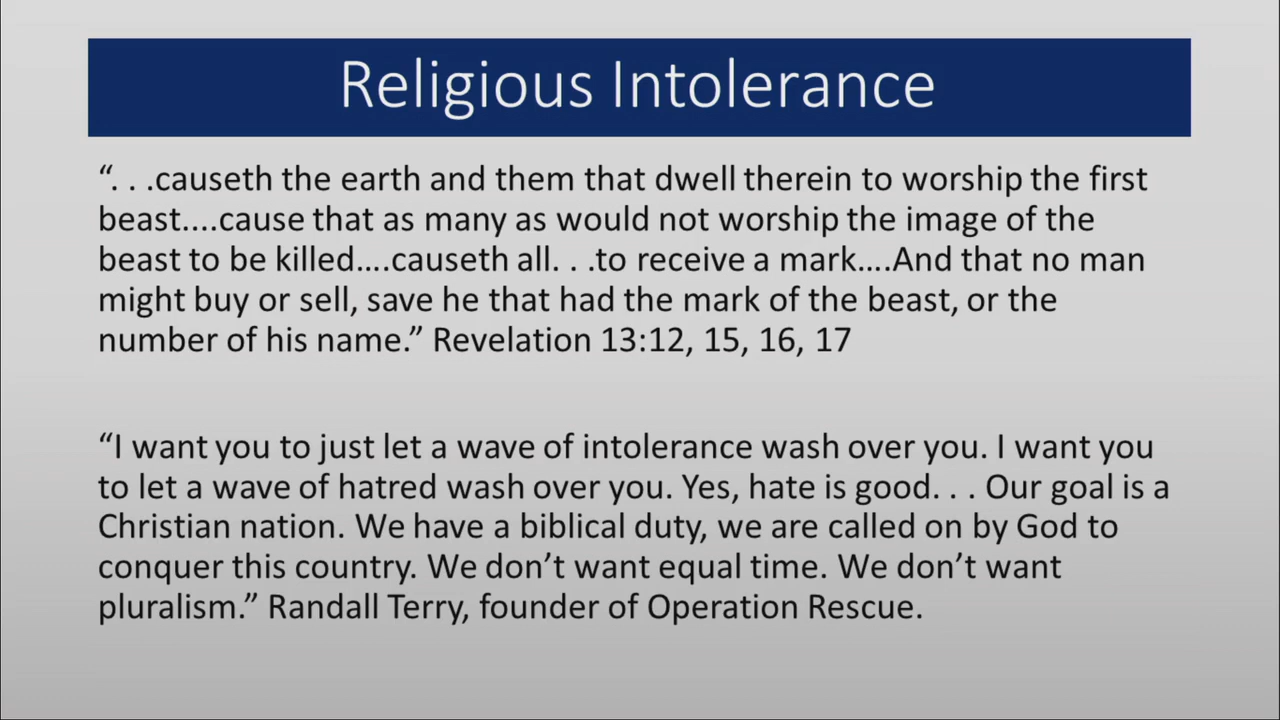 Religious Intolerance
“. . .causeth the earth and them that dwell therein to worship the first
beast....cause that as many as would not worship the image of the
beast to be killed….causeth all. . .to receive a mark….And that no man
might buy or sell, save he that had the mark of the beast, or the
number of his name.” Revelation 13:12, 15, 16, 17
“I want you to just let a wave of intolerance wash over you. I want you
to let a wave of hatred wash over you. Yes, hate is good. . . Our goal is a
Christian nation. We have a biblical duty, we are called on by God to
conquer this country. We don’t want equal time. We don’t want
pluralism.” Randall Terry, founder of Operation Rescue.